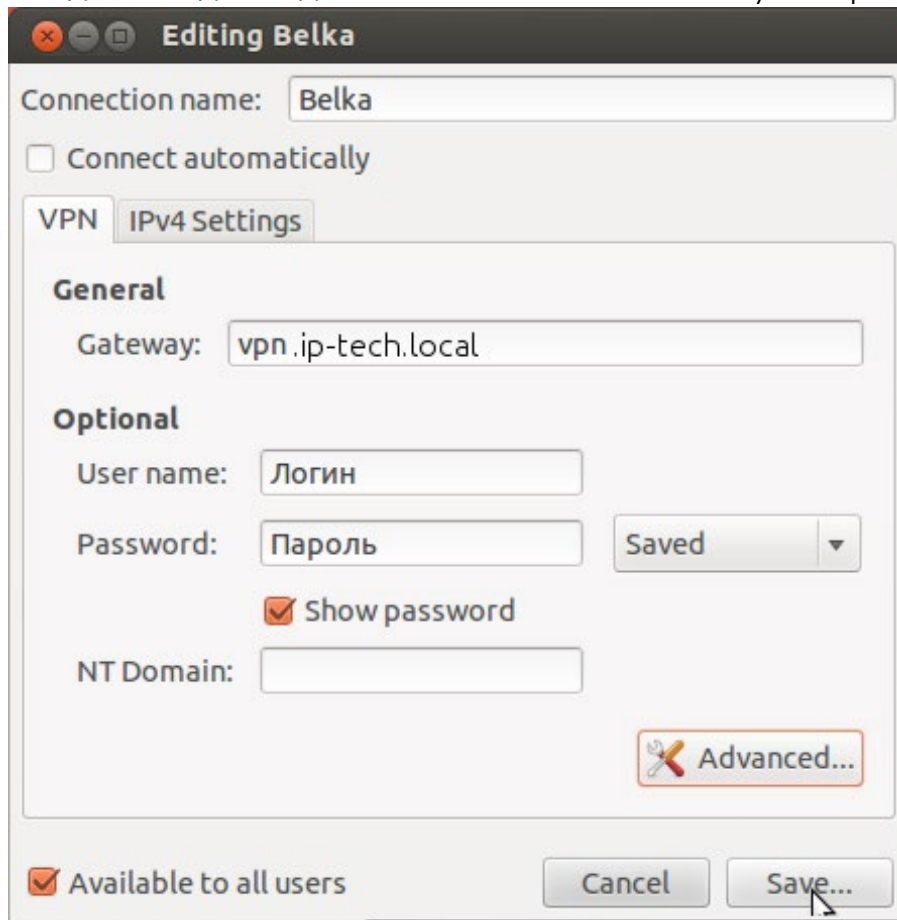 Editing Belka
Connection name: Belka
Connect automatically
VPN IPv4 Settings
General
Gateway: vpn.ip-tech.local
Optional
User name: Логин
Password: Пароль Saved
Show password
NT Domain:
Advanced...
Available to all users Cancel Save...